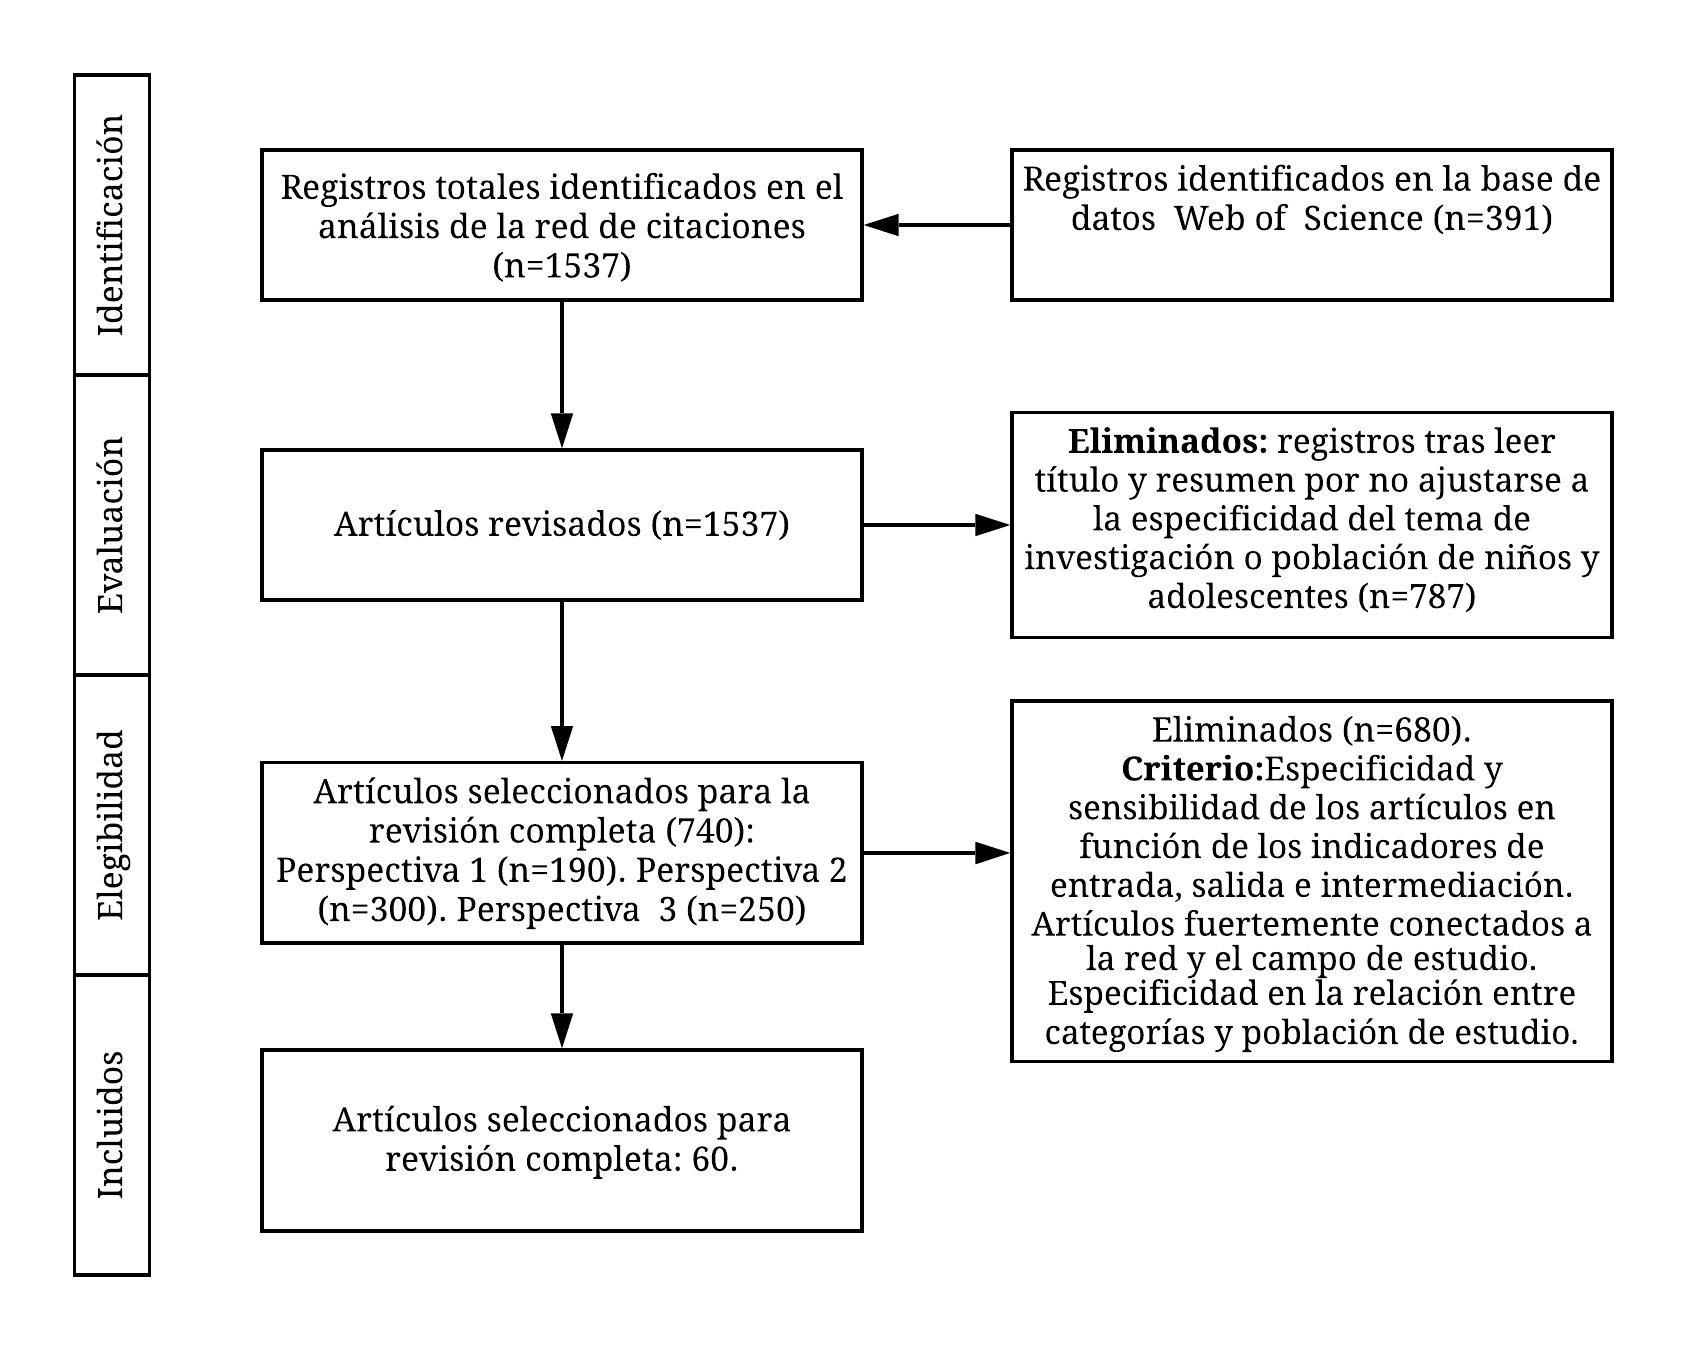 Identificación
Registros totales identificados en el
análisis de la red de citaciones
(n=1537)
Registros identificados en la base de
datos  Web of  Science (n=391)
Evaluación
Artículos revisados (n=1537)
Eliminados: registros tras leer
título y resumen por no ajustarse a
la especificidad del tema de
investigación o población de niños y
adolescentes (n=787)
Elegibilidad
Artículos seleccionados para la
revisión completa (740):
Perspectiva 1 (n=190). Perspectiva 2
(n=300). Perspectiva  3 (n=250)
Eliminados (n=680).
Criterio:Especificidad y
sensibilidad de los artículos en
función de los indicadores de
entrada, salida e intermediación.
Artículos fuertemente conectados a
la red y el campo de estudio.
Especificidad en la relación entre
categorías y población de estudio.
Incluidos
Artículos seleccionados para
revisión completa: 60.